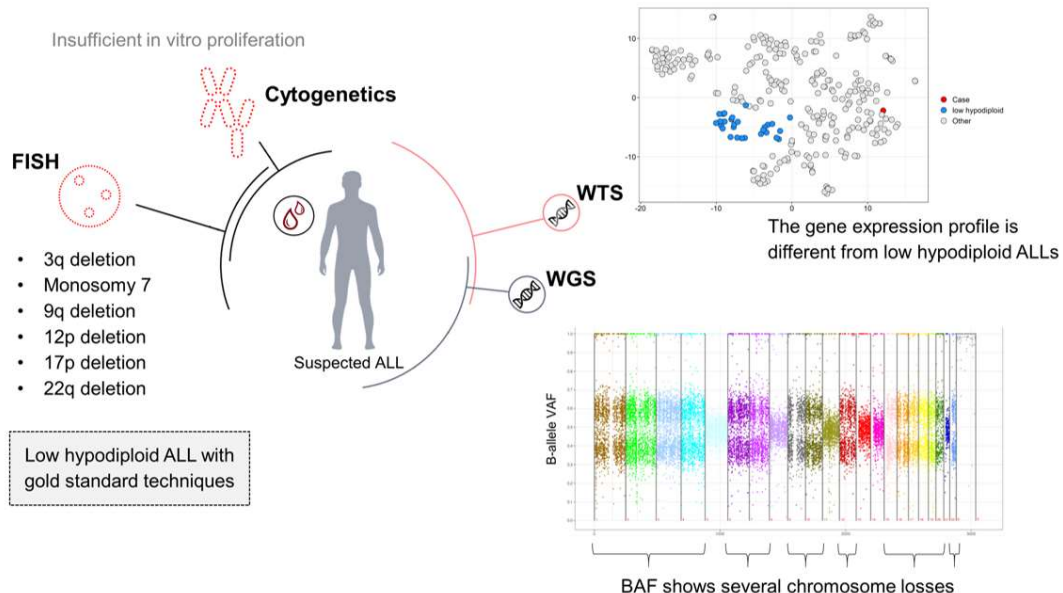 Insufficient in vitro proliferation
Cytogenetics
FISH
• 3q deletion
• Monosomy 7
• 9q deletion
• 12p deletion
• 17p deletion
• 22q deletion
Low hypodiploid ALL with
gold standard techniques
Suspected ALL
WTS
WGS
10
0
-10
-20
-10
0
10
Case
low hypodiploid
Other
The gene expression profile is
different from low hypodiploid ALLs
B-allele VAF
BAF shows several chromosome losses